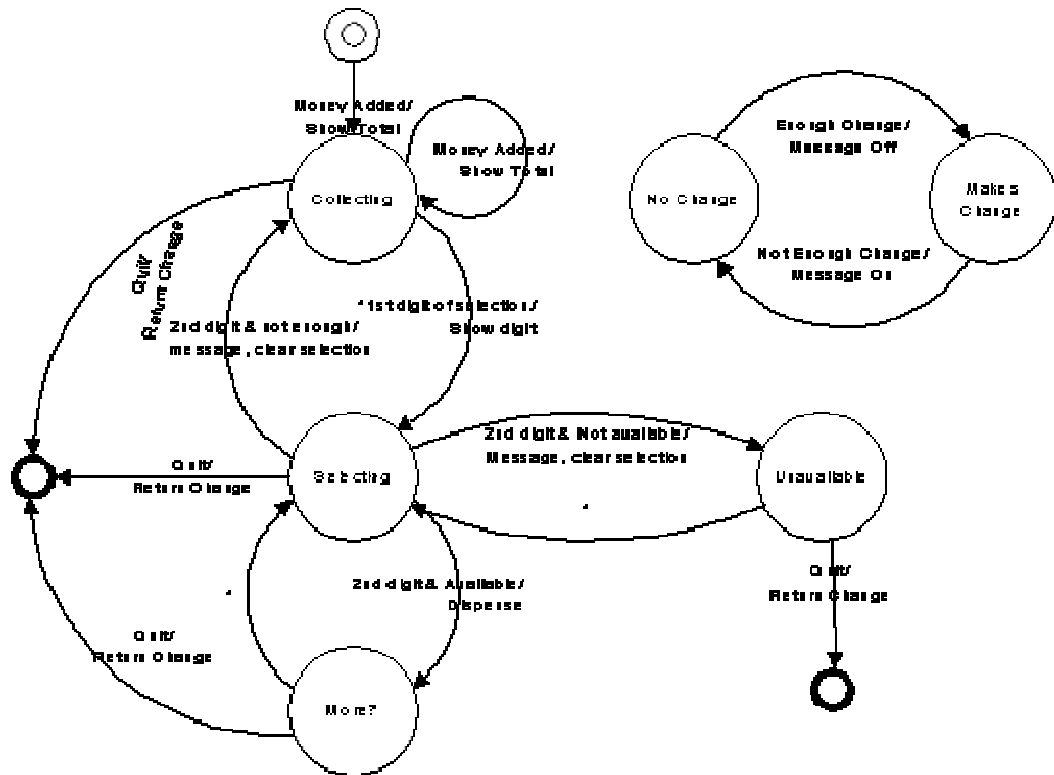 Money Added/
Show Total
Money Added/
Show Total
Collecting
Enough Change/
Message Off
No Change
Makes
Change
Not Enough Change/
Message On
Quit/
Return Change
2nd digit & not enough/
message, clear selection
*1st digit of selection/
Show digit
2nd digit & Not available/
Message, clear selection
Quit/
Return Change
Selecting
Unavailable
*
2nd digit & Available/
Dispense
*
Quit/
Return Change
Quit/
Return Change
More?